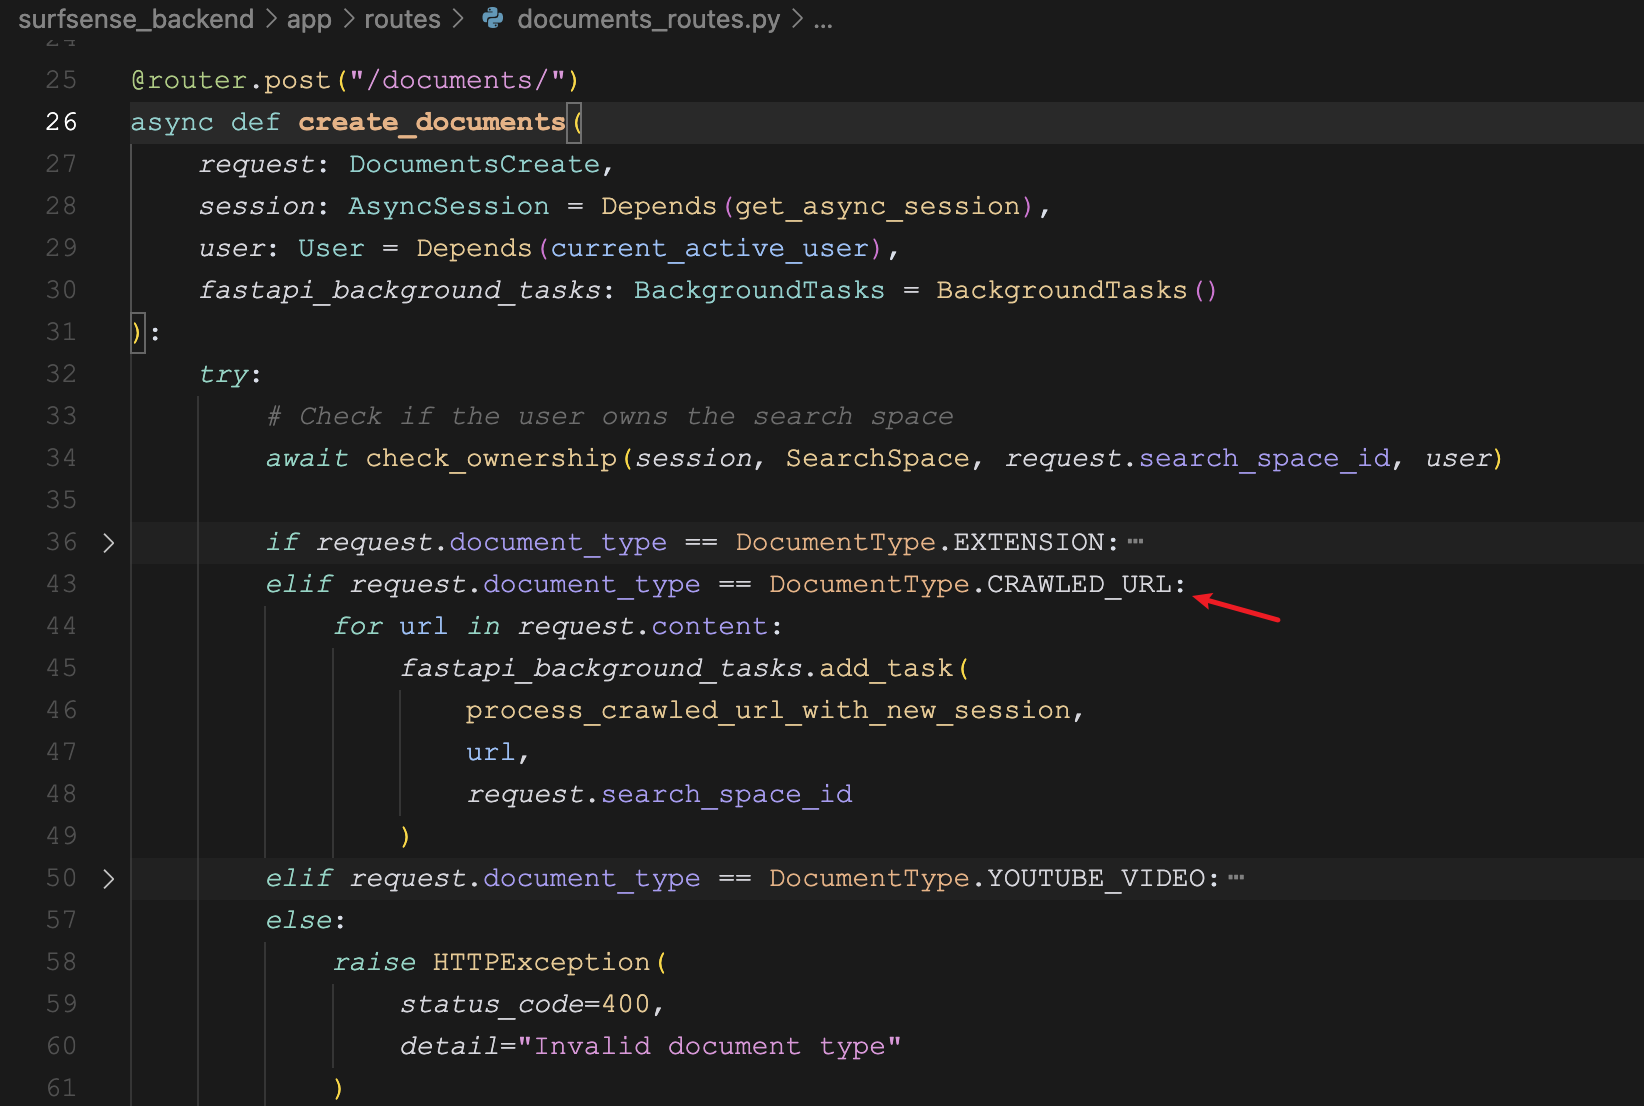 surfsense_backend > app > routes > documents_routes.py > ...
24
25 @router.post("/documents/")
26 async def create_documents(
27     request: DocumentsCreate,
28     session: AsyncSession = Depends(get_async_session),
29     user: User = Depends(current_active_user),
30     fastapi_background_tasks: BackgroundTasks = BackgroundTasks()
31 ):
32     try:
33         # Check if the user owns the search space
34         await check_ownership(session, SearchSpace, request.search_space_id, user)
35
36 >       if request.document_type == DocumentType.EXTENSION:…
43         elif request.document_type == DocumentType.CRAWLED_URL:
44             for url in request.content:
45                 fastapi_background_tasks.add_task(
46                     process_crawled_url_with_new_session,
47                     url,
48                     request.search_space_id
49                 )
50 >       elif request.document_type == DocumentType.YOUTUBE_VIDEO:…
57         else:
58             raise HTTPException(
59                 status_code=400,
60                 detail="Invalid document type"
61             )